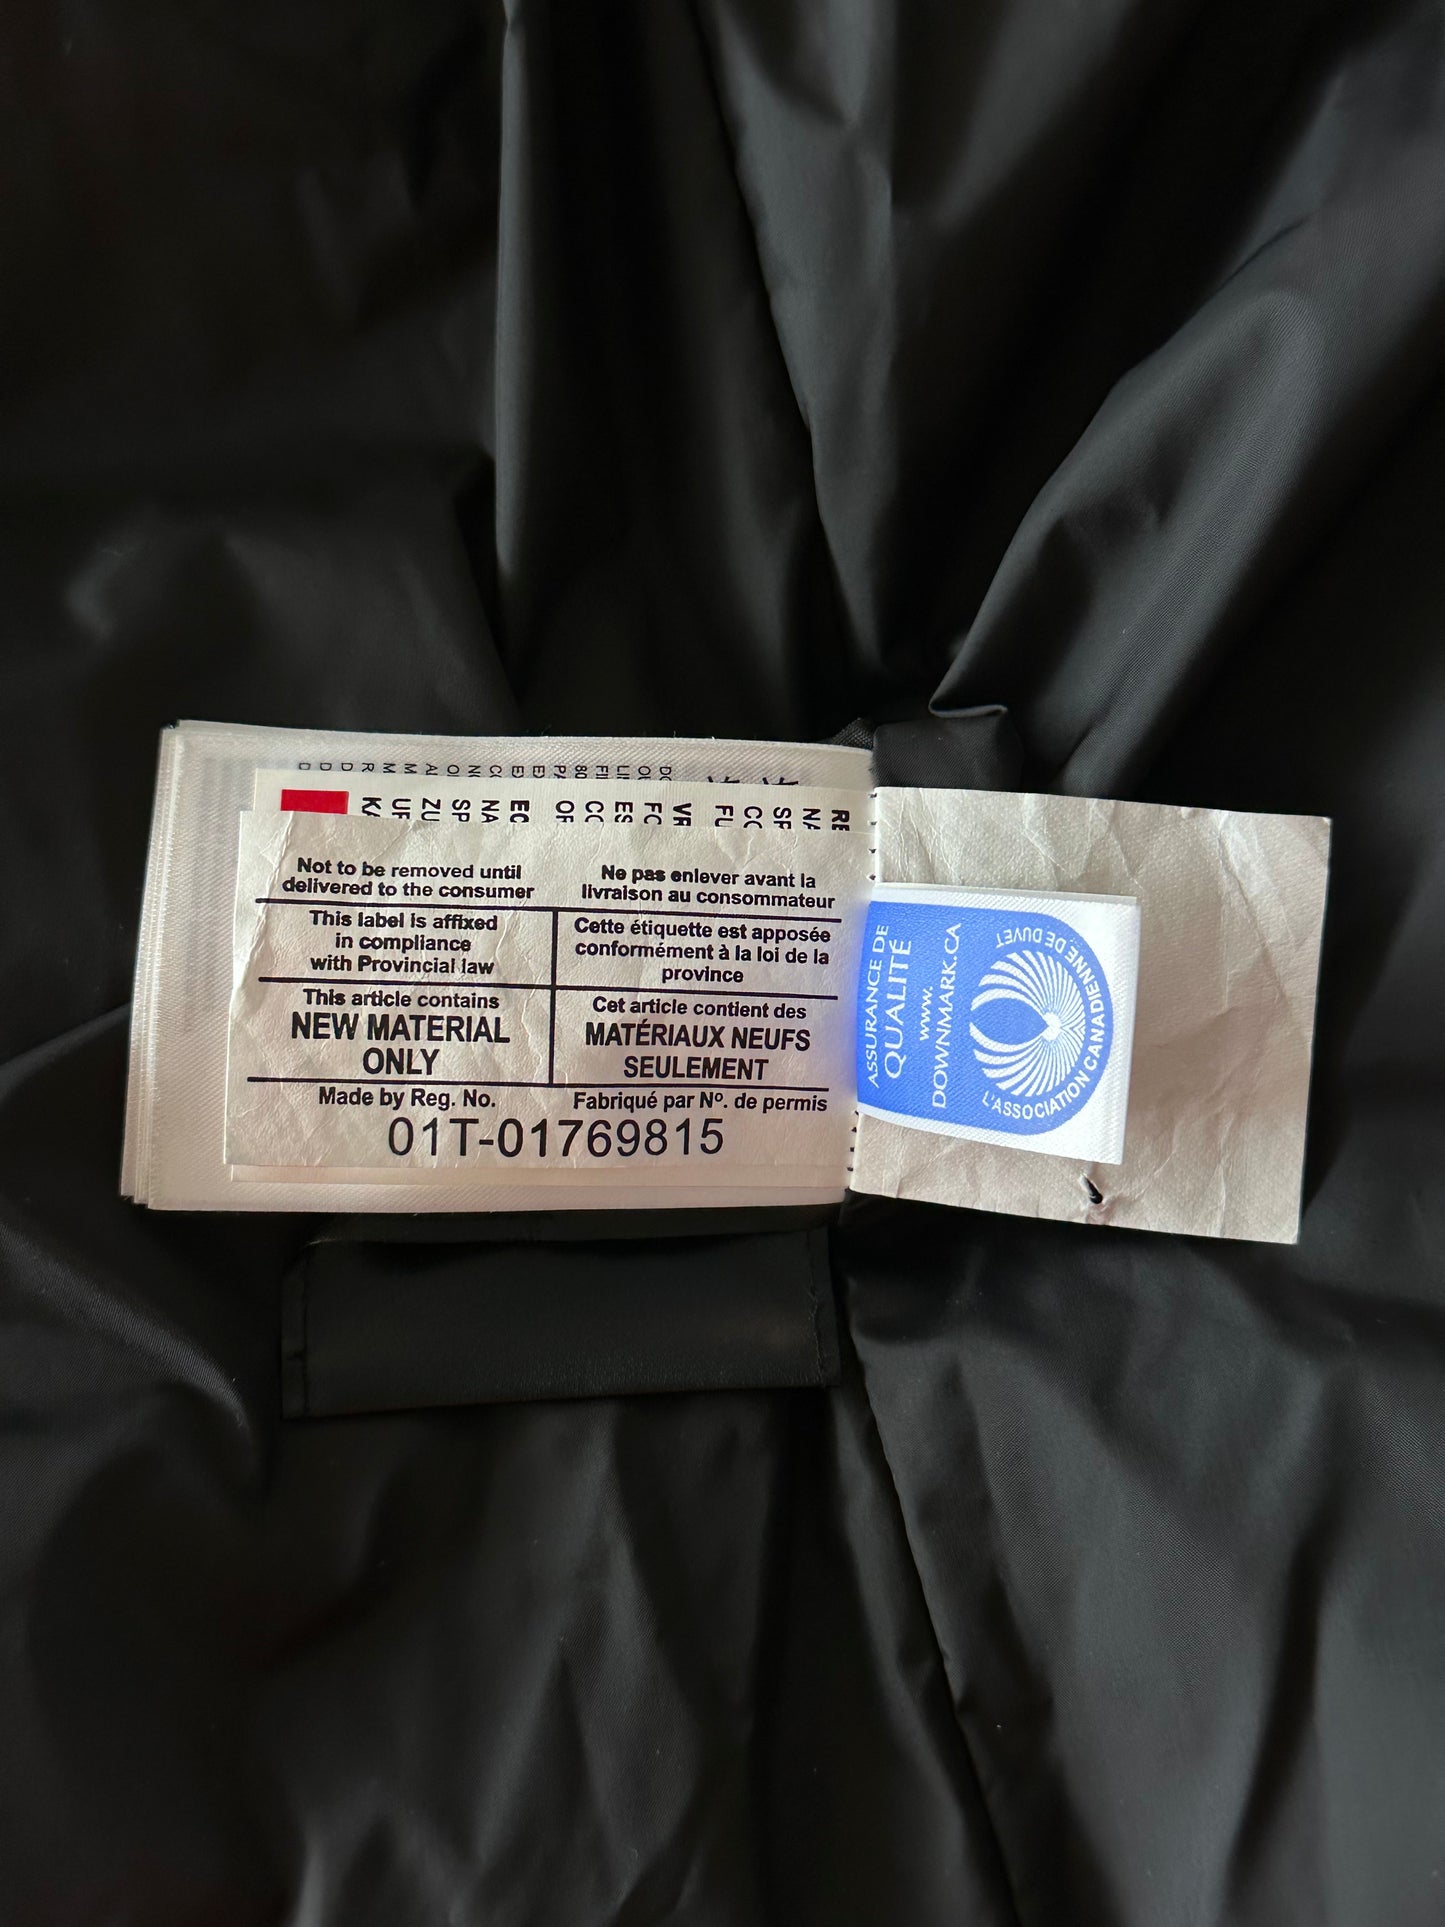 Not to be removed until
delivered to the consumer
Ne pas enlever avant la
livraison au consommateur
This label is affixed
in compliance
with Provincial law
Cette étiquette est apposée
conformément à la loi de la
province
This article contains
NEW MATERIAL
ONLY
Cet article contient des
MATÉRIAUX NEUFS
SEULEMENT
Made by Reg. No.
Fabriqué par Nº. de permis
01T-01769815
ASSURANCE DE
QUALITÉ
www.
DOWNMARK.CA
L'ASSOCIATION CANADIENNE DE DUVET